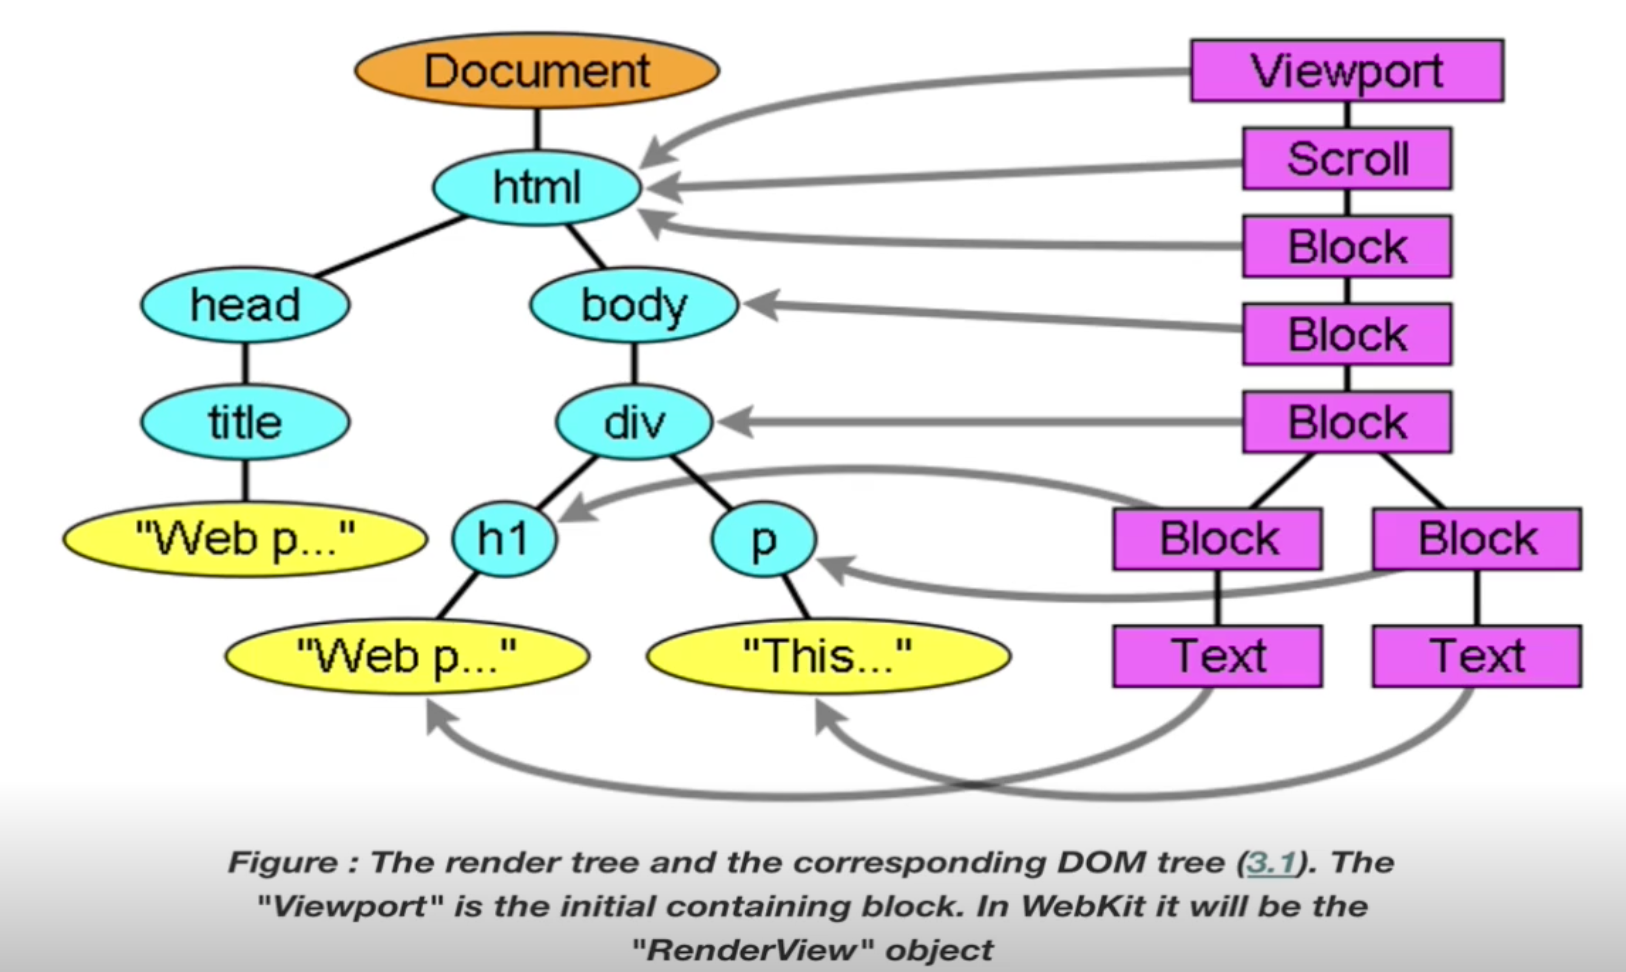 Document
Viewport
html
Scroll
Block
head
body
Block
title
div
Block
"Web p..."
h1
p
Block
Block
"Web p..."
"This..."
Text
Text
Figure : The render tree and the corresponding DOM tree (3.1). The
"Viewport" is the initial containing block. In WebKit it will be the
"RenderView" object